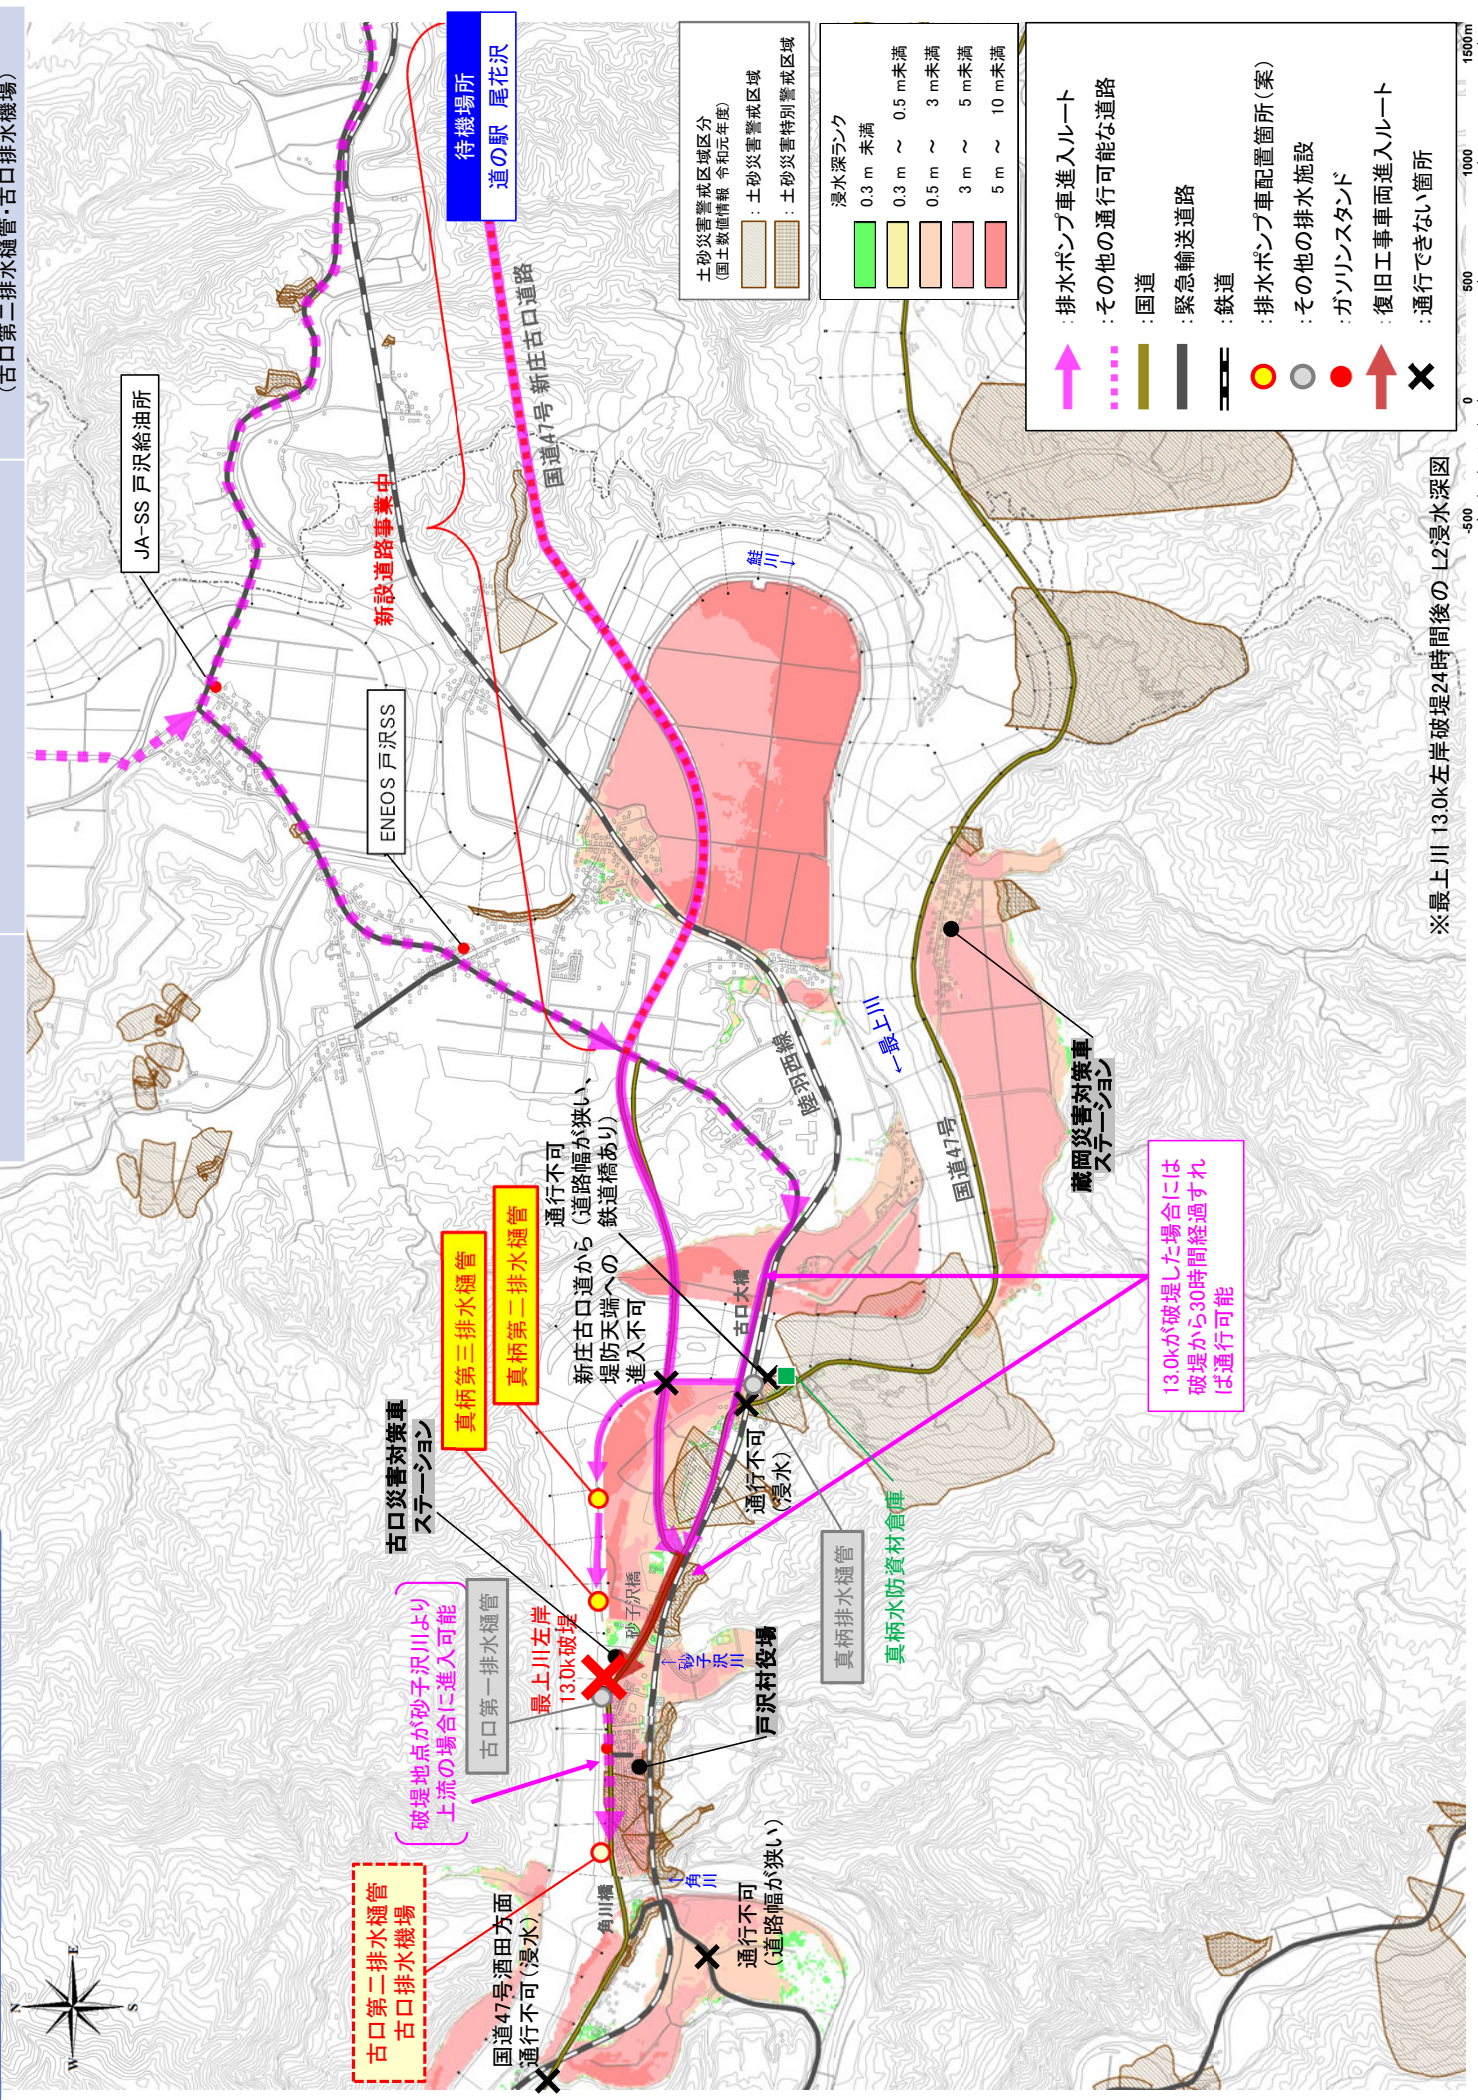 (古口第二排水樋管・古口排水機場)
待機場所
道の駅 尾花沢
JA-SS 戸沢給油所
ENEOS 戸沢SS
新設道路事業中
国道47号 新庄古口道路
鮭川→
土砂災害警戒区域区分
(国土数値情報 令和元年度)
：土砂災害警戒区域
：土砂災害特別警戒区域
浸水深ランク
0.3 m 未満
0.3 m ～ 0.5 m未満
0.5 m ～ 3 m未満
3 m ～ 5 m未満
5 m ～ 10 m未満
：排水ポンプ車進入ルート
：その他の通行可能な道路
：国道
：緊急輸送道路
：鉄道
：排水ポンプ車配置箇所(案)
：その他の排水施設
：ガソリンスタンド
：復旧工事車両進入ルート
：通行できない箇所
-500
0
500
1000
1500m
※最上川 13.0k左岸破堤24時間後の L2浸水深図
陸羽西線
←最上川
国道47号
蔵岡災害対策車
ステーション
通行不可
(道路幅が狭い、
鉄道橋あり)
新庄古口道から
堤防天端への
進入不可
真柄第三排水樋管
真柄第二排水樋管
古口大橋
13.0kが破堤した場合には
破堤から30時間経過すれ
ば通行可能
古口災害対策車
ステーション
通行不可
(浸水)
真柄排水樋管
真柄水防資材倉庫
破堤地点が砂子沢川より
上流の場合に進入可能
古口第一排水樋管
最上川左岸
13.0k破堤
砂子沢橋
←砂子沢川
戸沢村役場
古口第二排水樋管
古口排水機場
角川橋
←角川
国道47号酒田方面
通行不可(浸水)
通行不可
(道路幅が狭い)
N
E
S
W